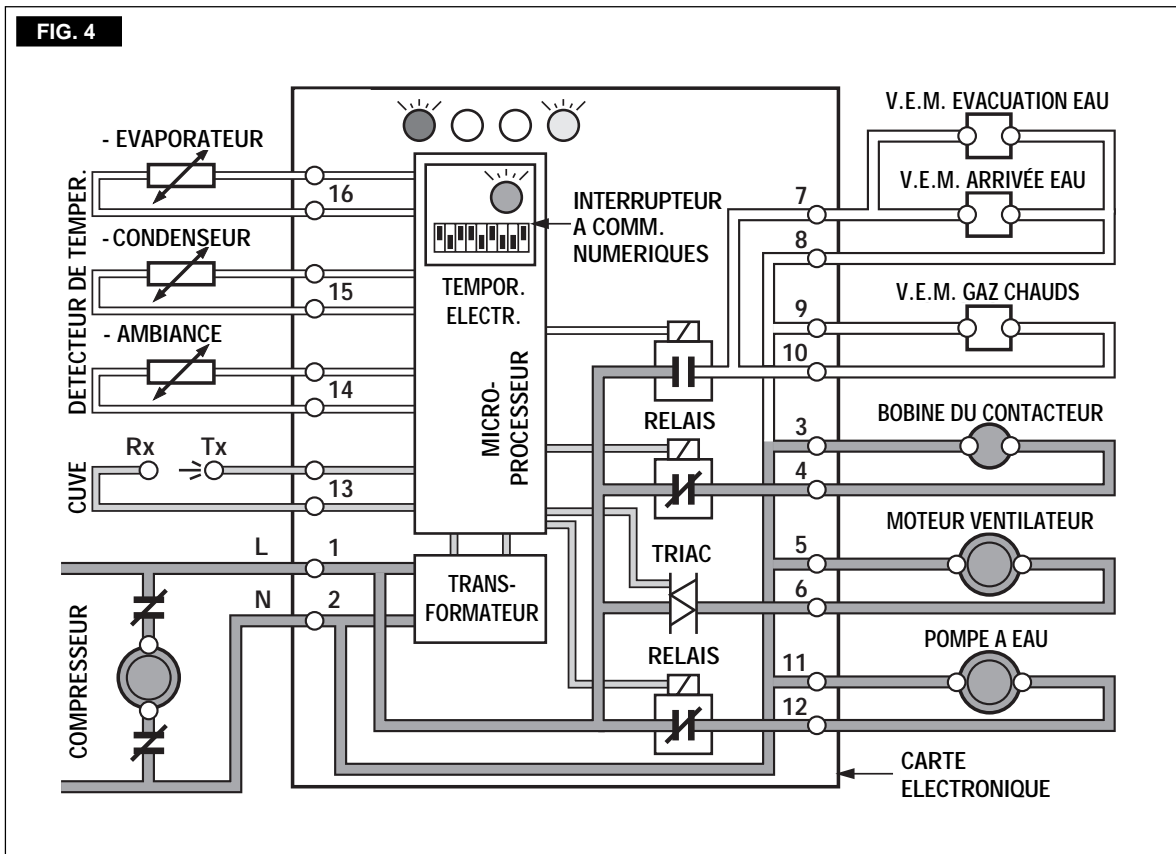 FIG. 4
DETECTEUR DE TEMPER.
- EVAPORATEUR
16
- CONDENSEUR
15
- AMBIANCE
14
CUVE
Rx
Tx
13
L
1
N
2
COMPRESSEUR
INTERRUPTEUR
A COMM.
NUMERIQUES
TEMPOR.
ELECTR.
MICRO-
PROCESSEUR
TRANS-
FORMATEUR
RELAIS
TRIAC
RELAIS
V.E.M. EVACUATION EAU
V.E.M. ARRIVÉE EAU
7
8
V.E.M. GAZ CHAUDS
9
10
BOBINE DU CONTACTEUR
3
4
MOTEUR VENTILATEUR
5
6
POMPE A EAU
11
12
CARTE
ELECTRONIQUE